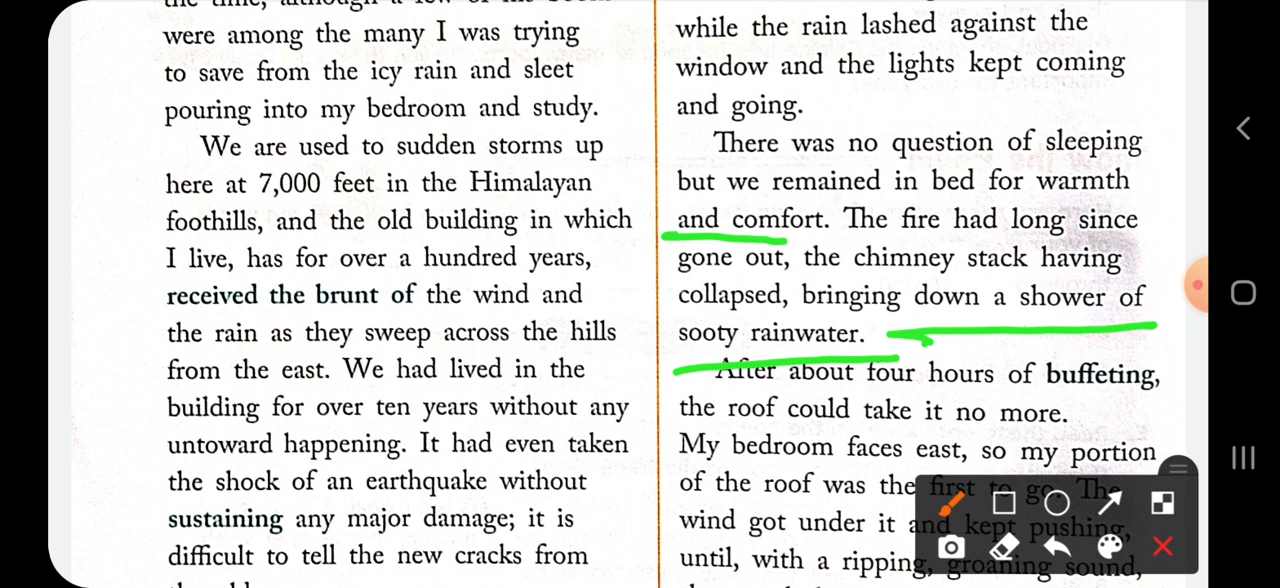 were among the many I was trying
to save from the icy rain and sleet
pouring into my bedroom and study.
We are used to sudden storms up
here at 7,000 feet in the Himalayan
foothills, and the old building in which
I live, has for over a hundred years,
received the brunt of the wind and
the rain as they sweep across the hills
from the east. We had lived in the
building for over ten years without any
untoward happening. It had even taken
the shock of an earthquake without
sustaining any major damage; it is
difficult to tell the new cracks from
while the rain lashed against the
window and the lights kept coming
and going.
There was no question of sleeping
but we remained in bed for warmth
and comfort. The fire had long since
gone out, the chimney stack having
collapsed, bringing down a shower of
sooty rainwater.
After about four hours of buffeting,
the roof could take it no more.
My bedroom faces east, so my portion
of the roof was the first to go. The
wind got under it and kept pushing,
until, with a ripping, groaning sound,